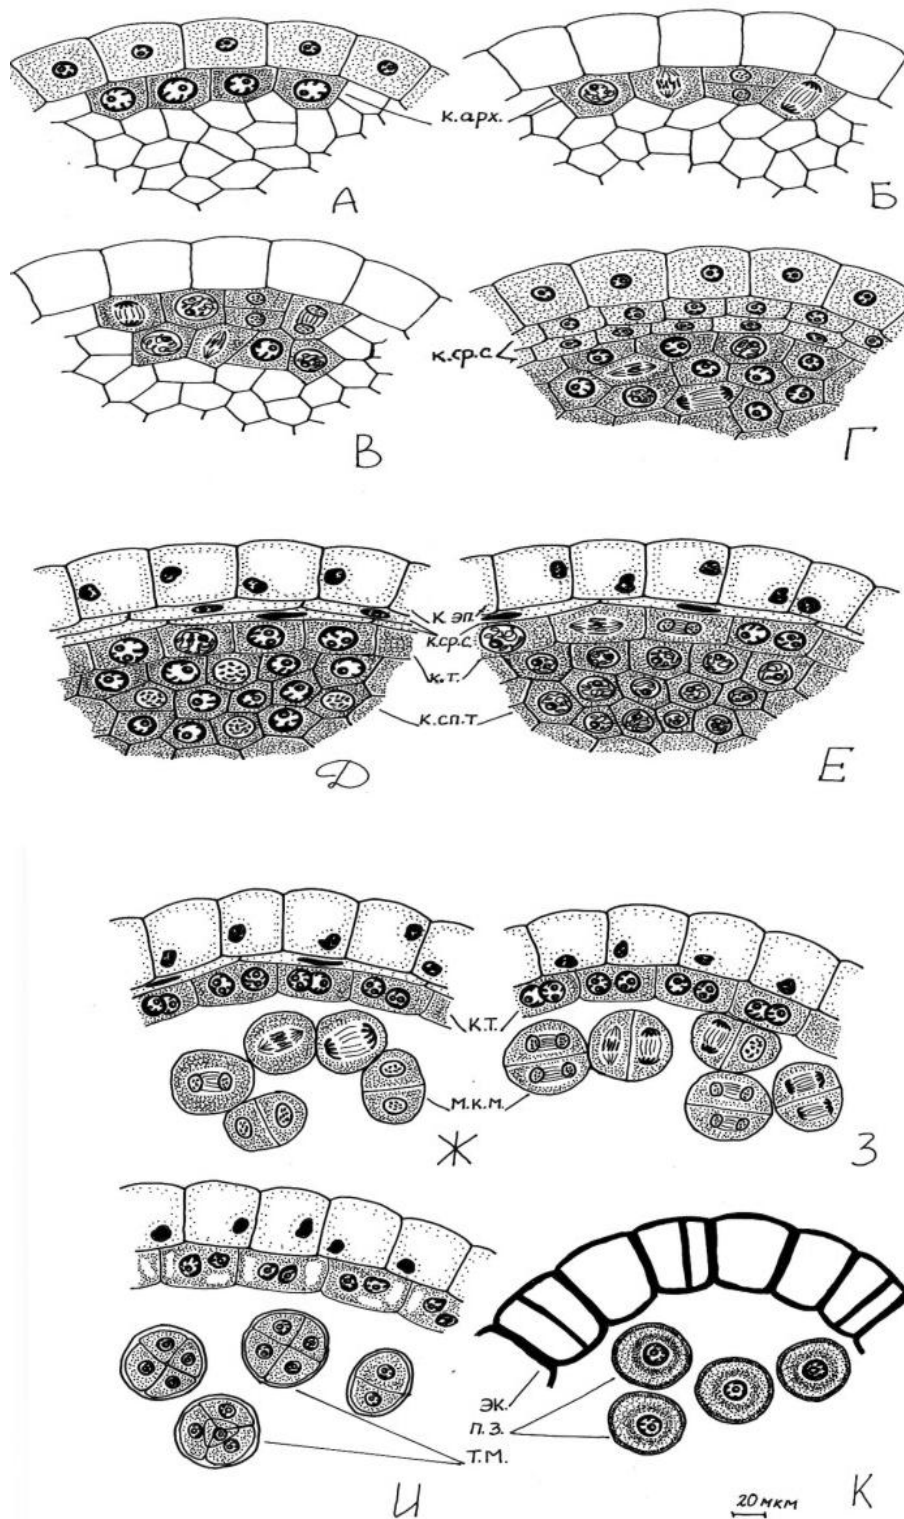 к.арх.
А
Б
к.ср.с.
В
Г
к.эп.
к.ср.с.
к.т.
к.сп.т
Д
Е
К.Т.
М.К.М.
Ж
З
ЭК.
П.З.
Т.М.
И
20 мкм
К